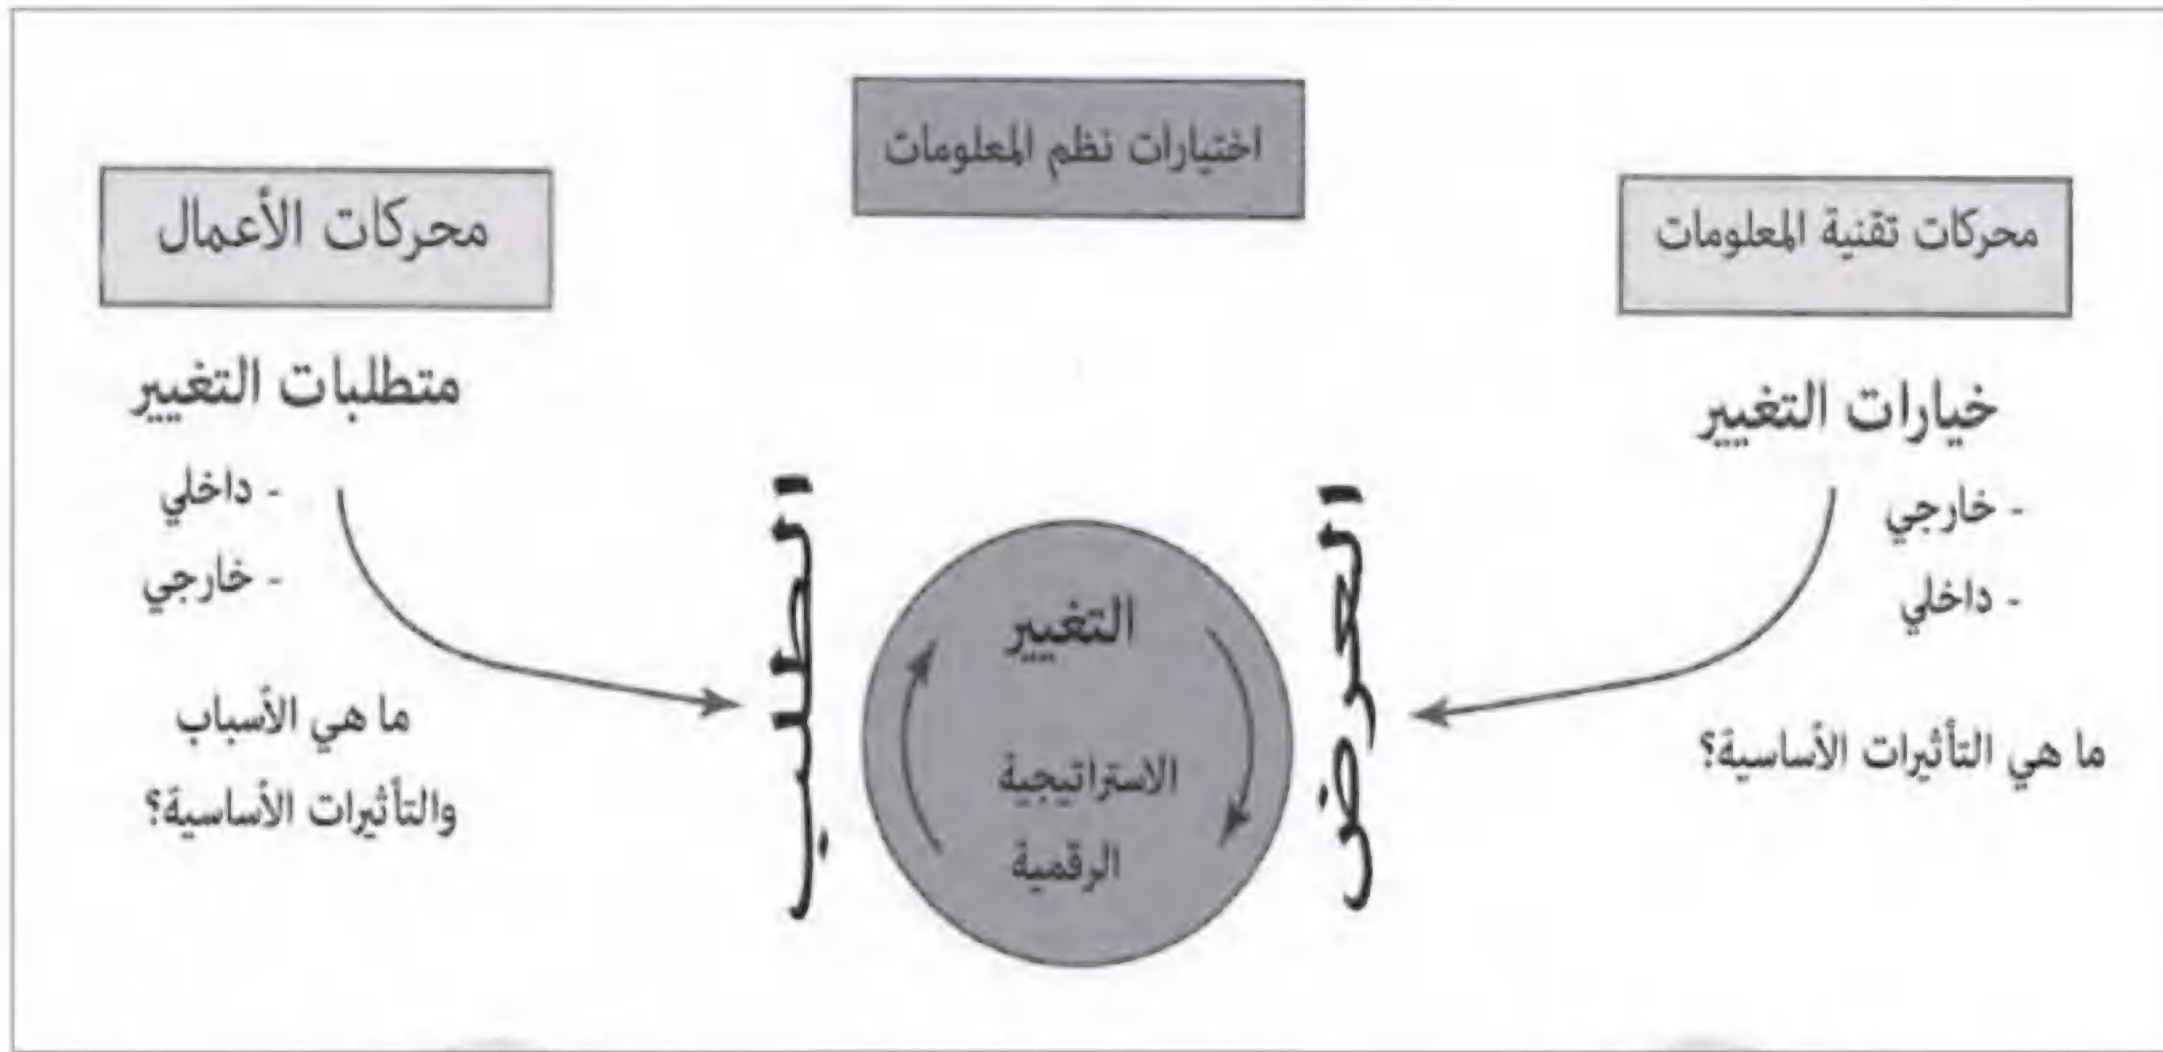 اختيارات نظم المعلومات
محركات تقنية المعلومات
خيارات التغيير
- خارجي
- داخلي
ما هي التأثيرات الأساسية؟
العرض
التغيير
الاستراتيجية
الرقمية
الطلب
محركات الأعمال
متطلبات التغيير
- داخلي
- خارجي
ما هي الأسباب
والتأثيرات الأساسية؟